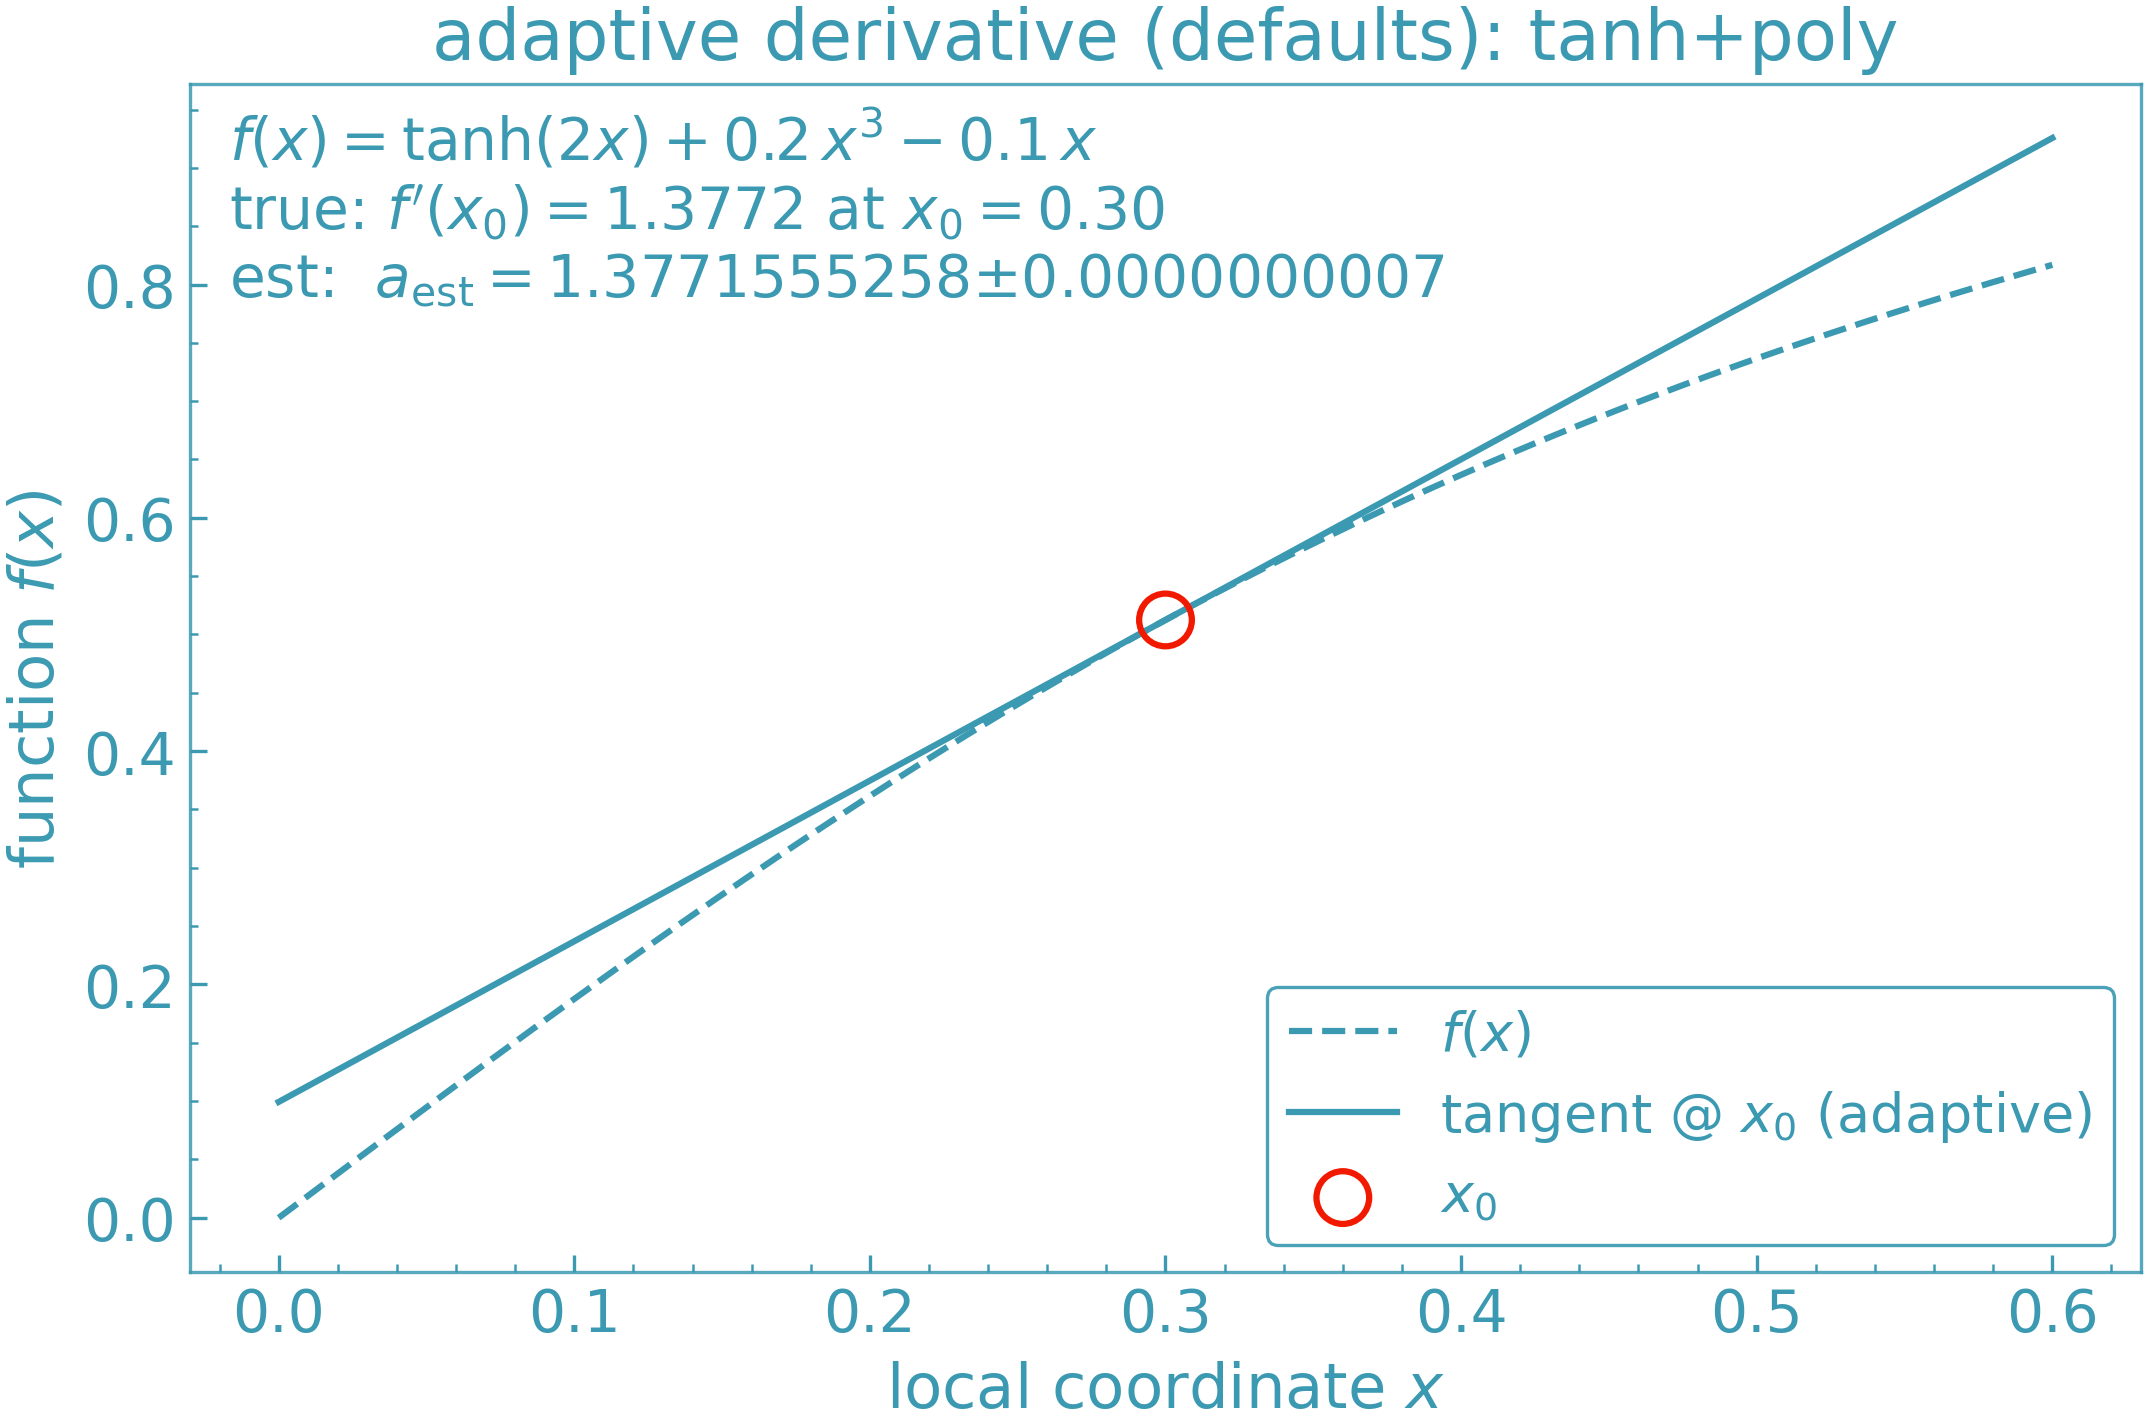 adaptive derivative (defaults): tanh+poly
f(x) = tanh(2x) + 0.2 x³ − 0.1 x
true: f′(x₀) = 1.3772 at x₀ = 0.30
est: aₑₛₜ = 1.3771555258±0.0000000007
function f(x)
0.8
0.6
0.4
0.2
0.0
f(x)
tangent @ x₀ (adaptive)
x₀
0.0 0.1 0.2 0.3 0.4 0.5 0.6
local coordinate x